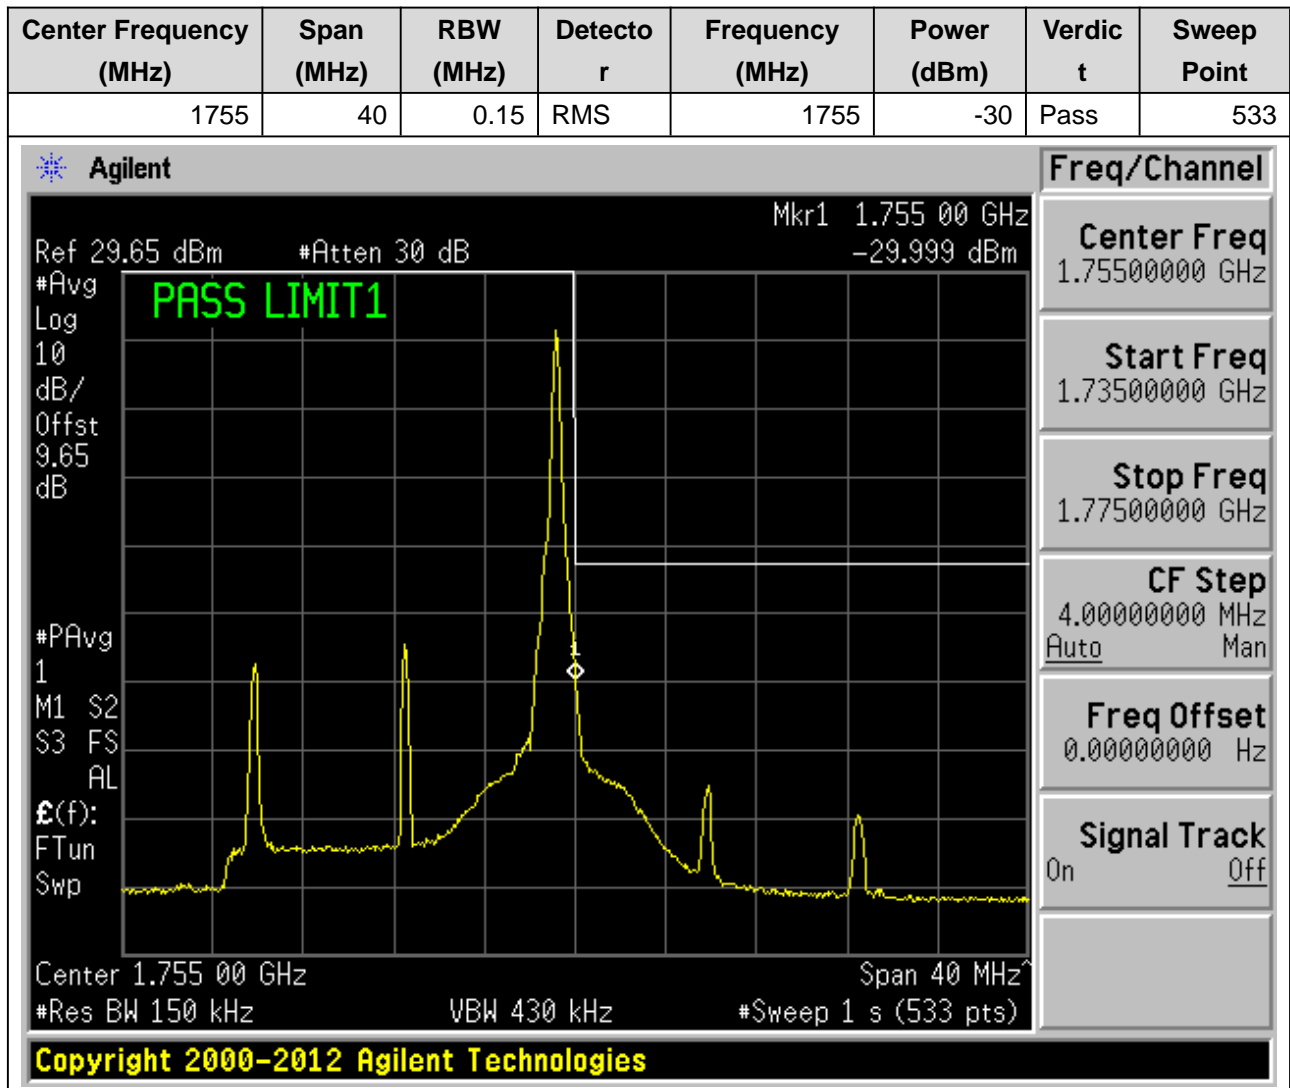 Center Frequency (MHz) Span (MHz) RBW (MHz) Detector Frequency (MHz) Power (dBm) Verdict Sweep Point
1755 40 0.15 RMS 1755 -30 Pass 533
Agilent
Freq/Channel
Mkr1 1.755 00 GHz
Ref 29.65 dBm #Atten 30 dB -29.999 dBm
#Avg
Log
10
dB/
Offst
9.65
dB
PASS LIMIT1
1
#PAvg
1
M1 S2
S3 FS
AL
£(f):
FTun
Swp
Center 1.755 00 GHz Span 40 MHz^
#Res BW 150 kHz VBW 430 kHz #Sweep 1 s (533 pts)
Center Freq
1.75500000 GHz
Start Freq
1.73500000 GHz
Stop Freq
1.77500000 GHz
CF Step
4.00000000 MHz
Auto Man
Freq Offset
0.00000000 Hz
Signal Track
On Off
Copyright 2000-2012 Agilent Technologies